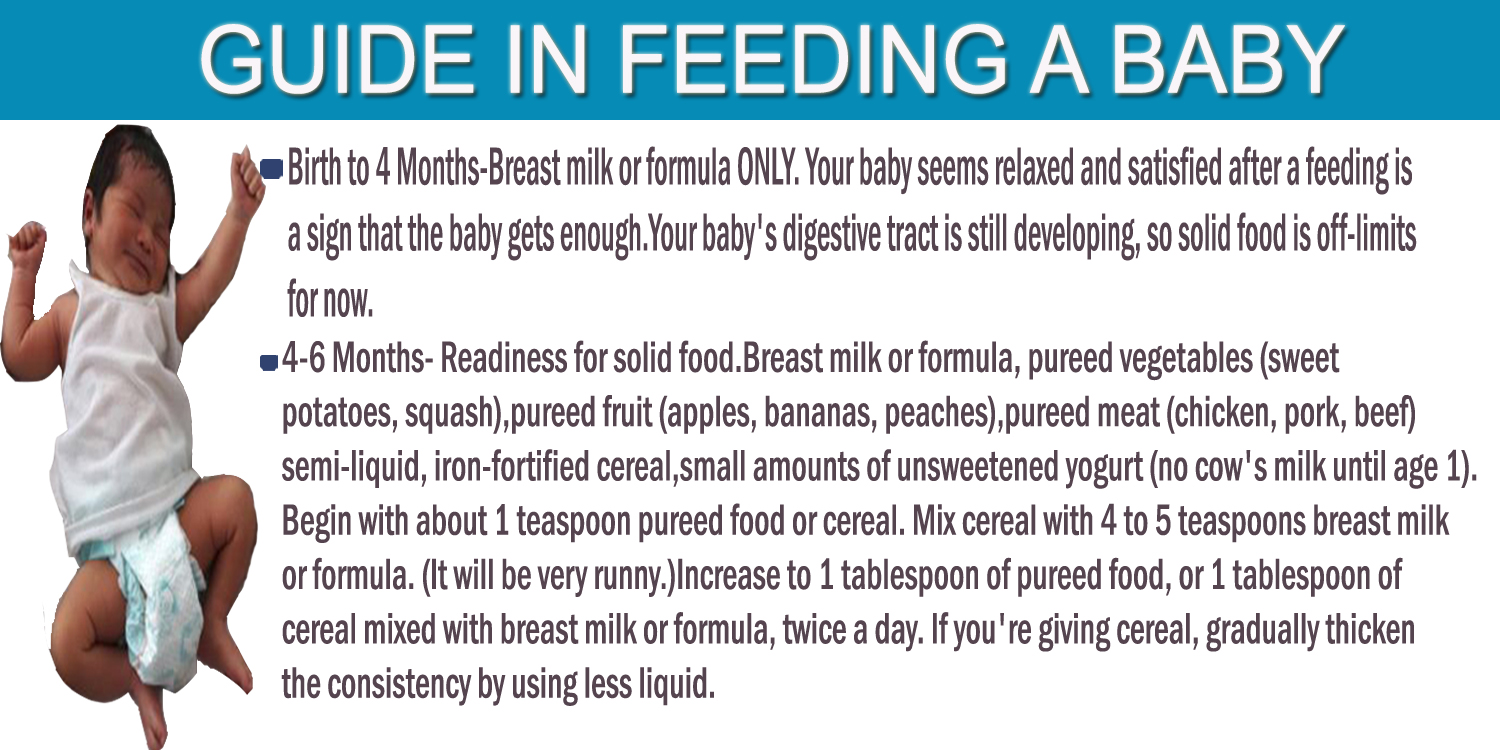 GUIDE IN FEEDING A BABY
Birth to 4 Months-Breast milk or formula ONLY. Your baby seems relaxed and satisfied after a feeding is
a sign that the baby gets enough.Your baby's digestive tract is still developing, so solid food is off-limits
for now.
4-6 Months- Readiness for solid food.Breast milk or formula, pureed vegetables (sweet
potatoes, squash),pureed fruit (apples, bananas, peaches),pureed meat (chicken, pork, beef)
semi-liquid, iron-fortified cereal,small amounts of unsweetened yogurt (no cow's milk until age 1).
Begin with about 1 teaspoon pureed food or cereal. Mix cereal with 4 to 5 teaspoons breast milk
or formula. (It will be very runny.)Increase to 1 tablespoon of pureed food, or 1 tablespoon of
cereal mixed with breast milk or formula, twice a day. If you're giving cereal, gradually thicken
the consistency by using less liquid.